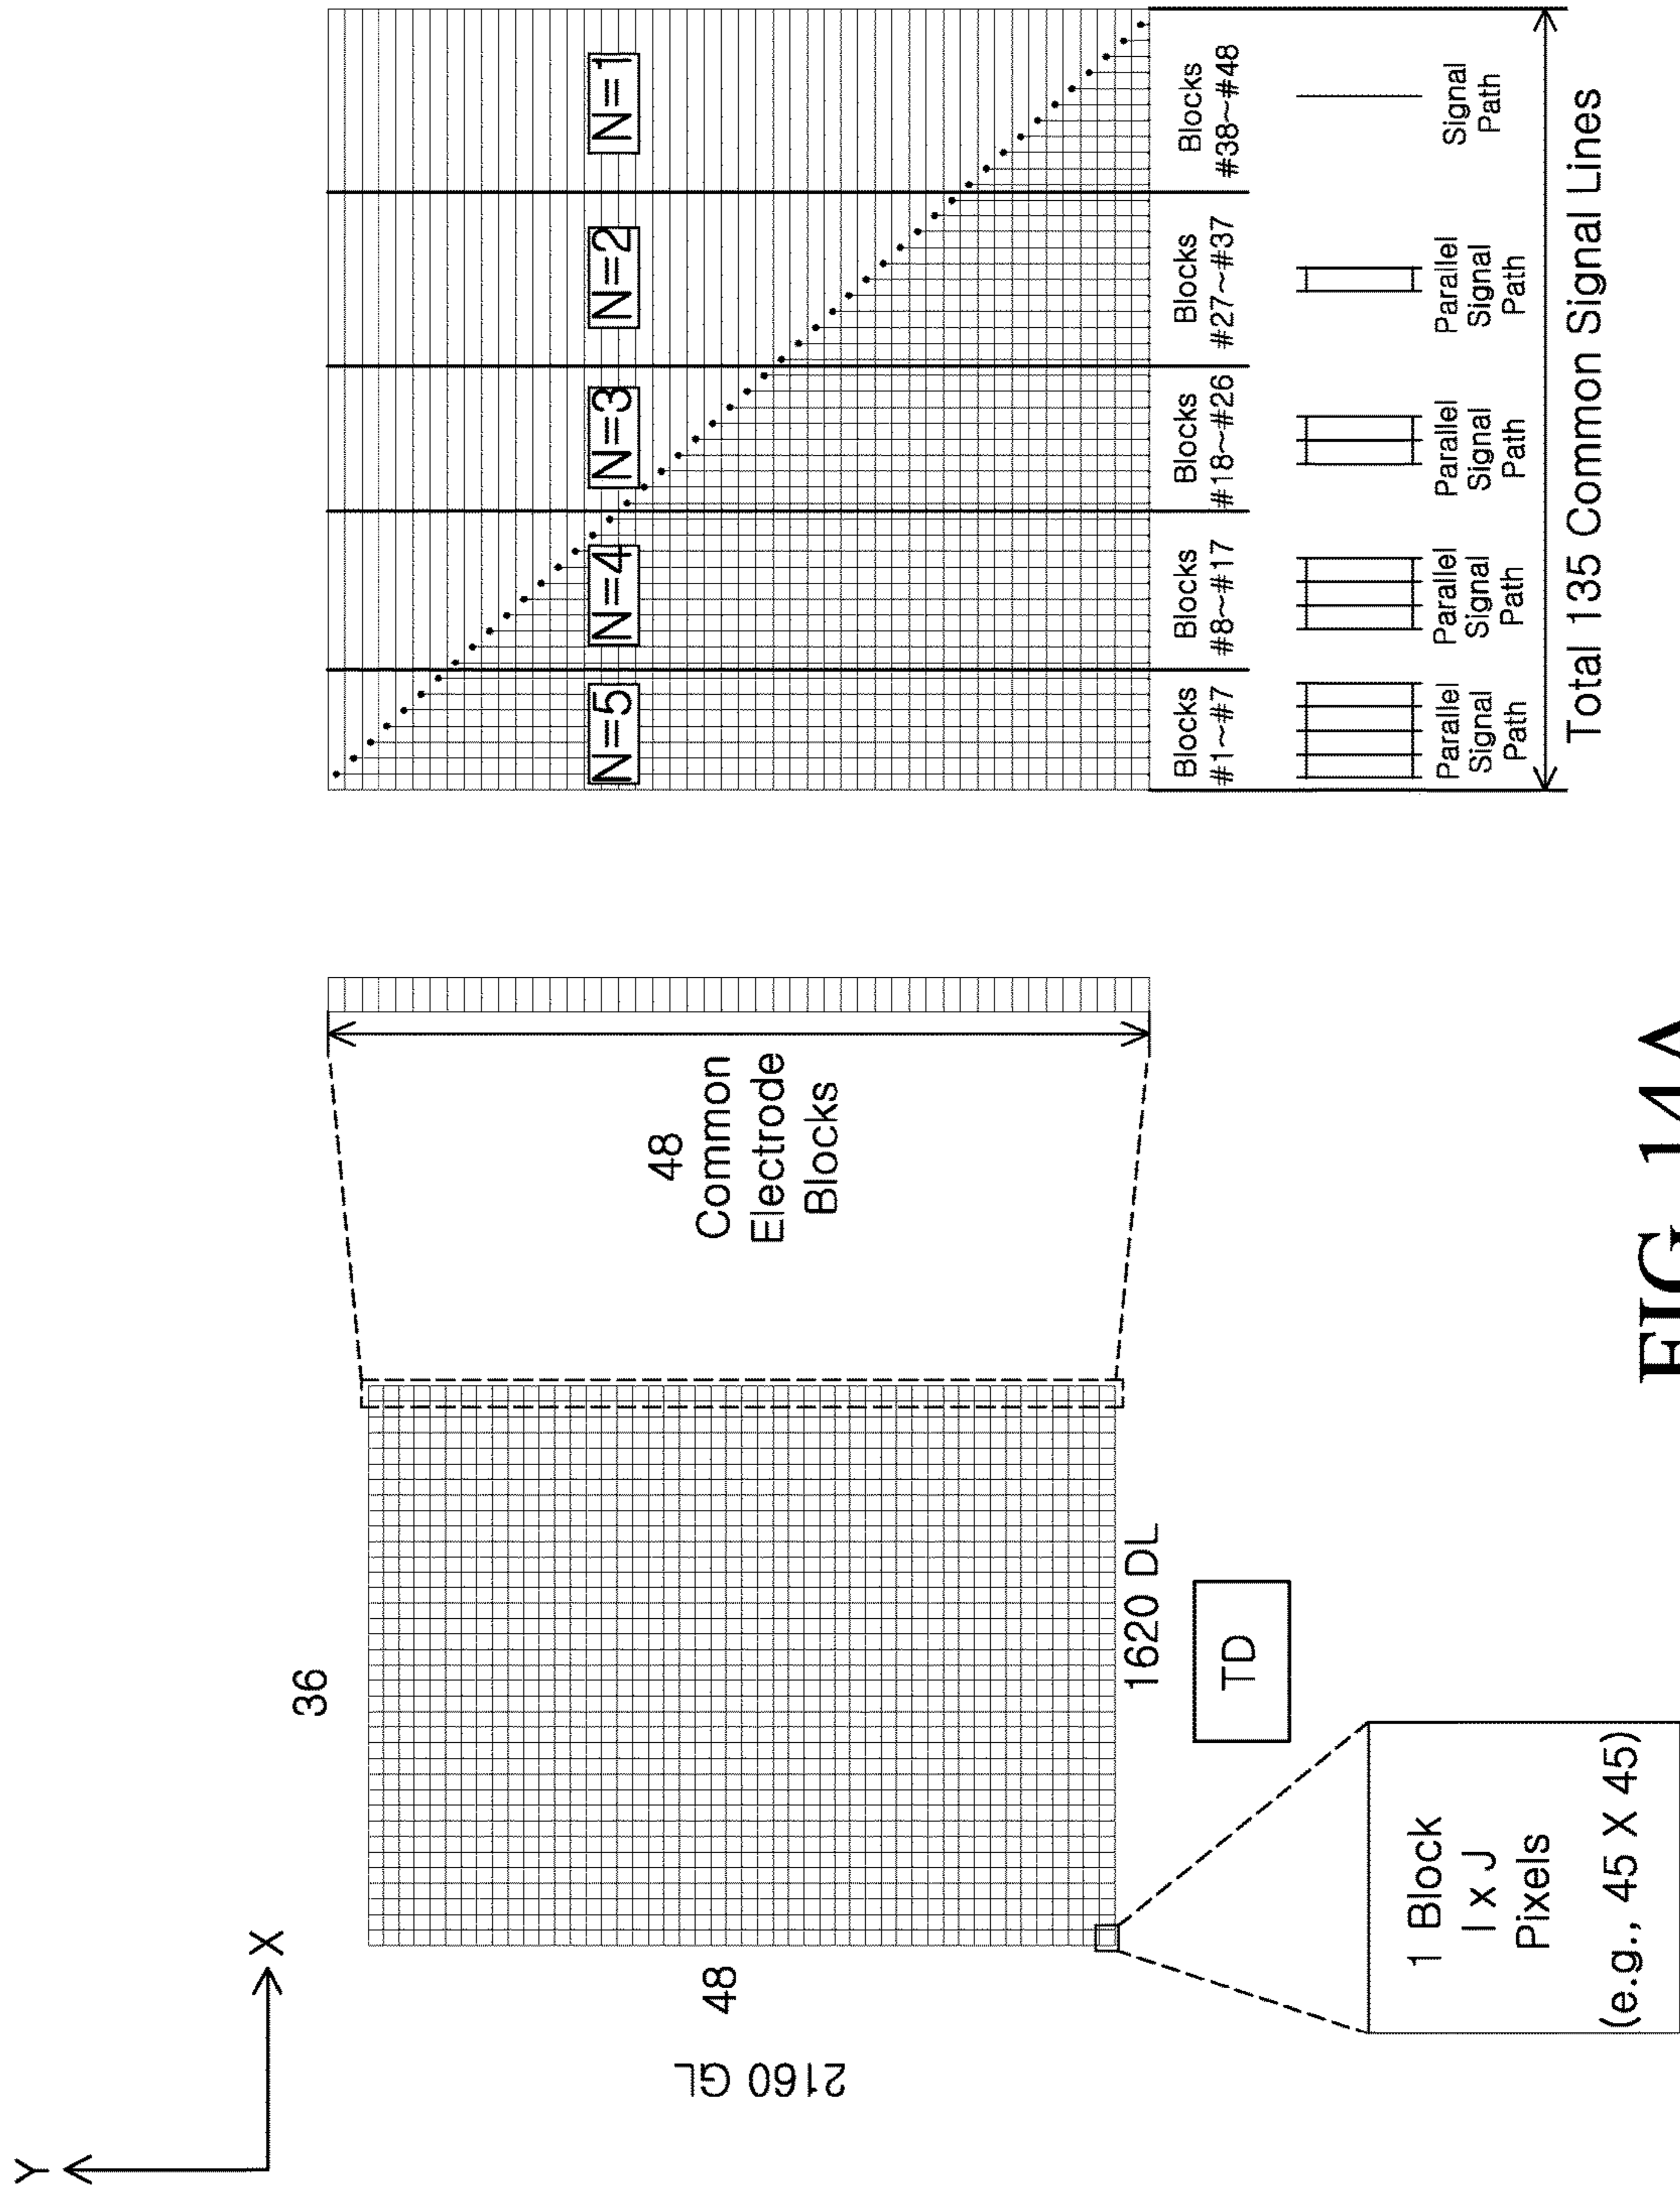 Y
X
36
48
2160 GL
1620 DL
TD
1 Block
I x J
Pixels
(e.g., 45 X 45)
48
Common
Electrode
Blocks
N=5
N=4
N=3
N=2
N=1
Blocks
#1~#7
Blocks
#8~#17
Blocks
#18~#26
Blocks
#27~#37
Blocks
#38~#48
Parallel
Signal
Path
Parallel
Signal
Path
Parallel
Signal
Path
Parallel
Signal
Path
Signal
Path
Total 135 Common Signal Lines
FIG. 14A